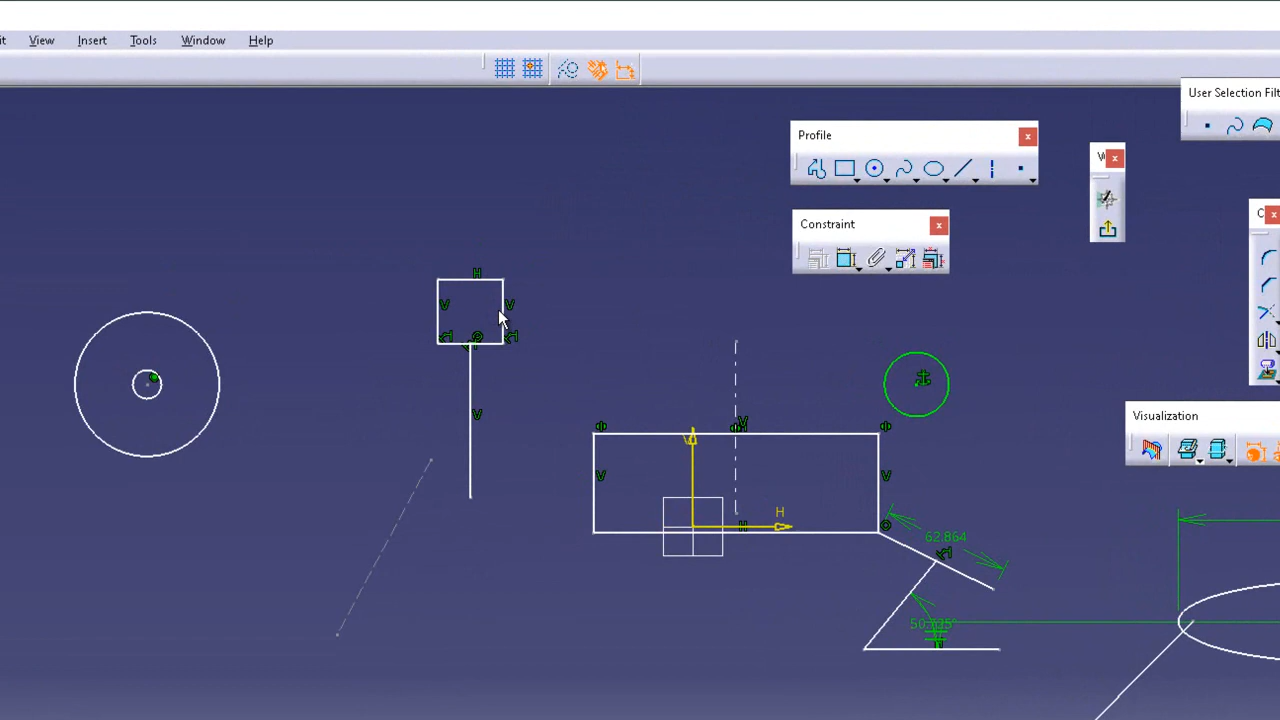 it View Insert Tools Window Help
User Selection Filt
Profile
V
Constraint
C
H
V V
V
V
Visualization
V V
V
H
H
62.864
H